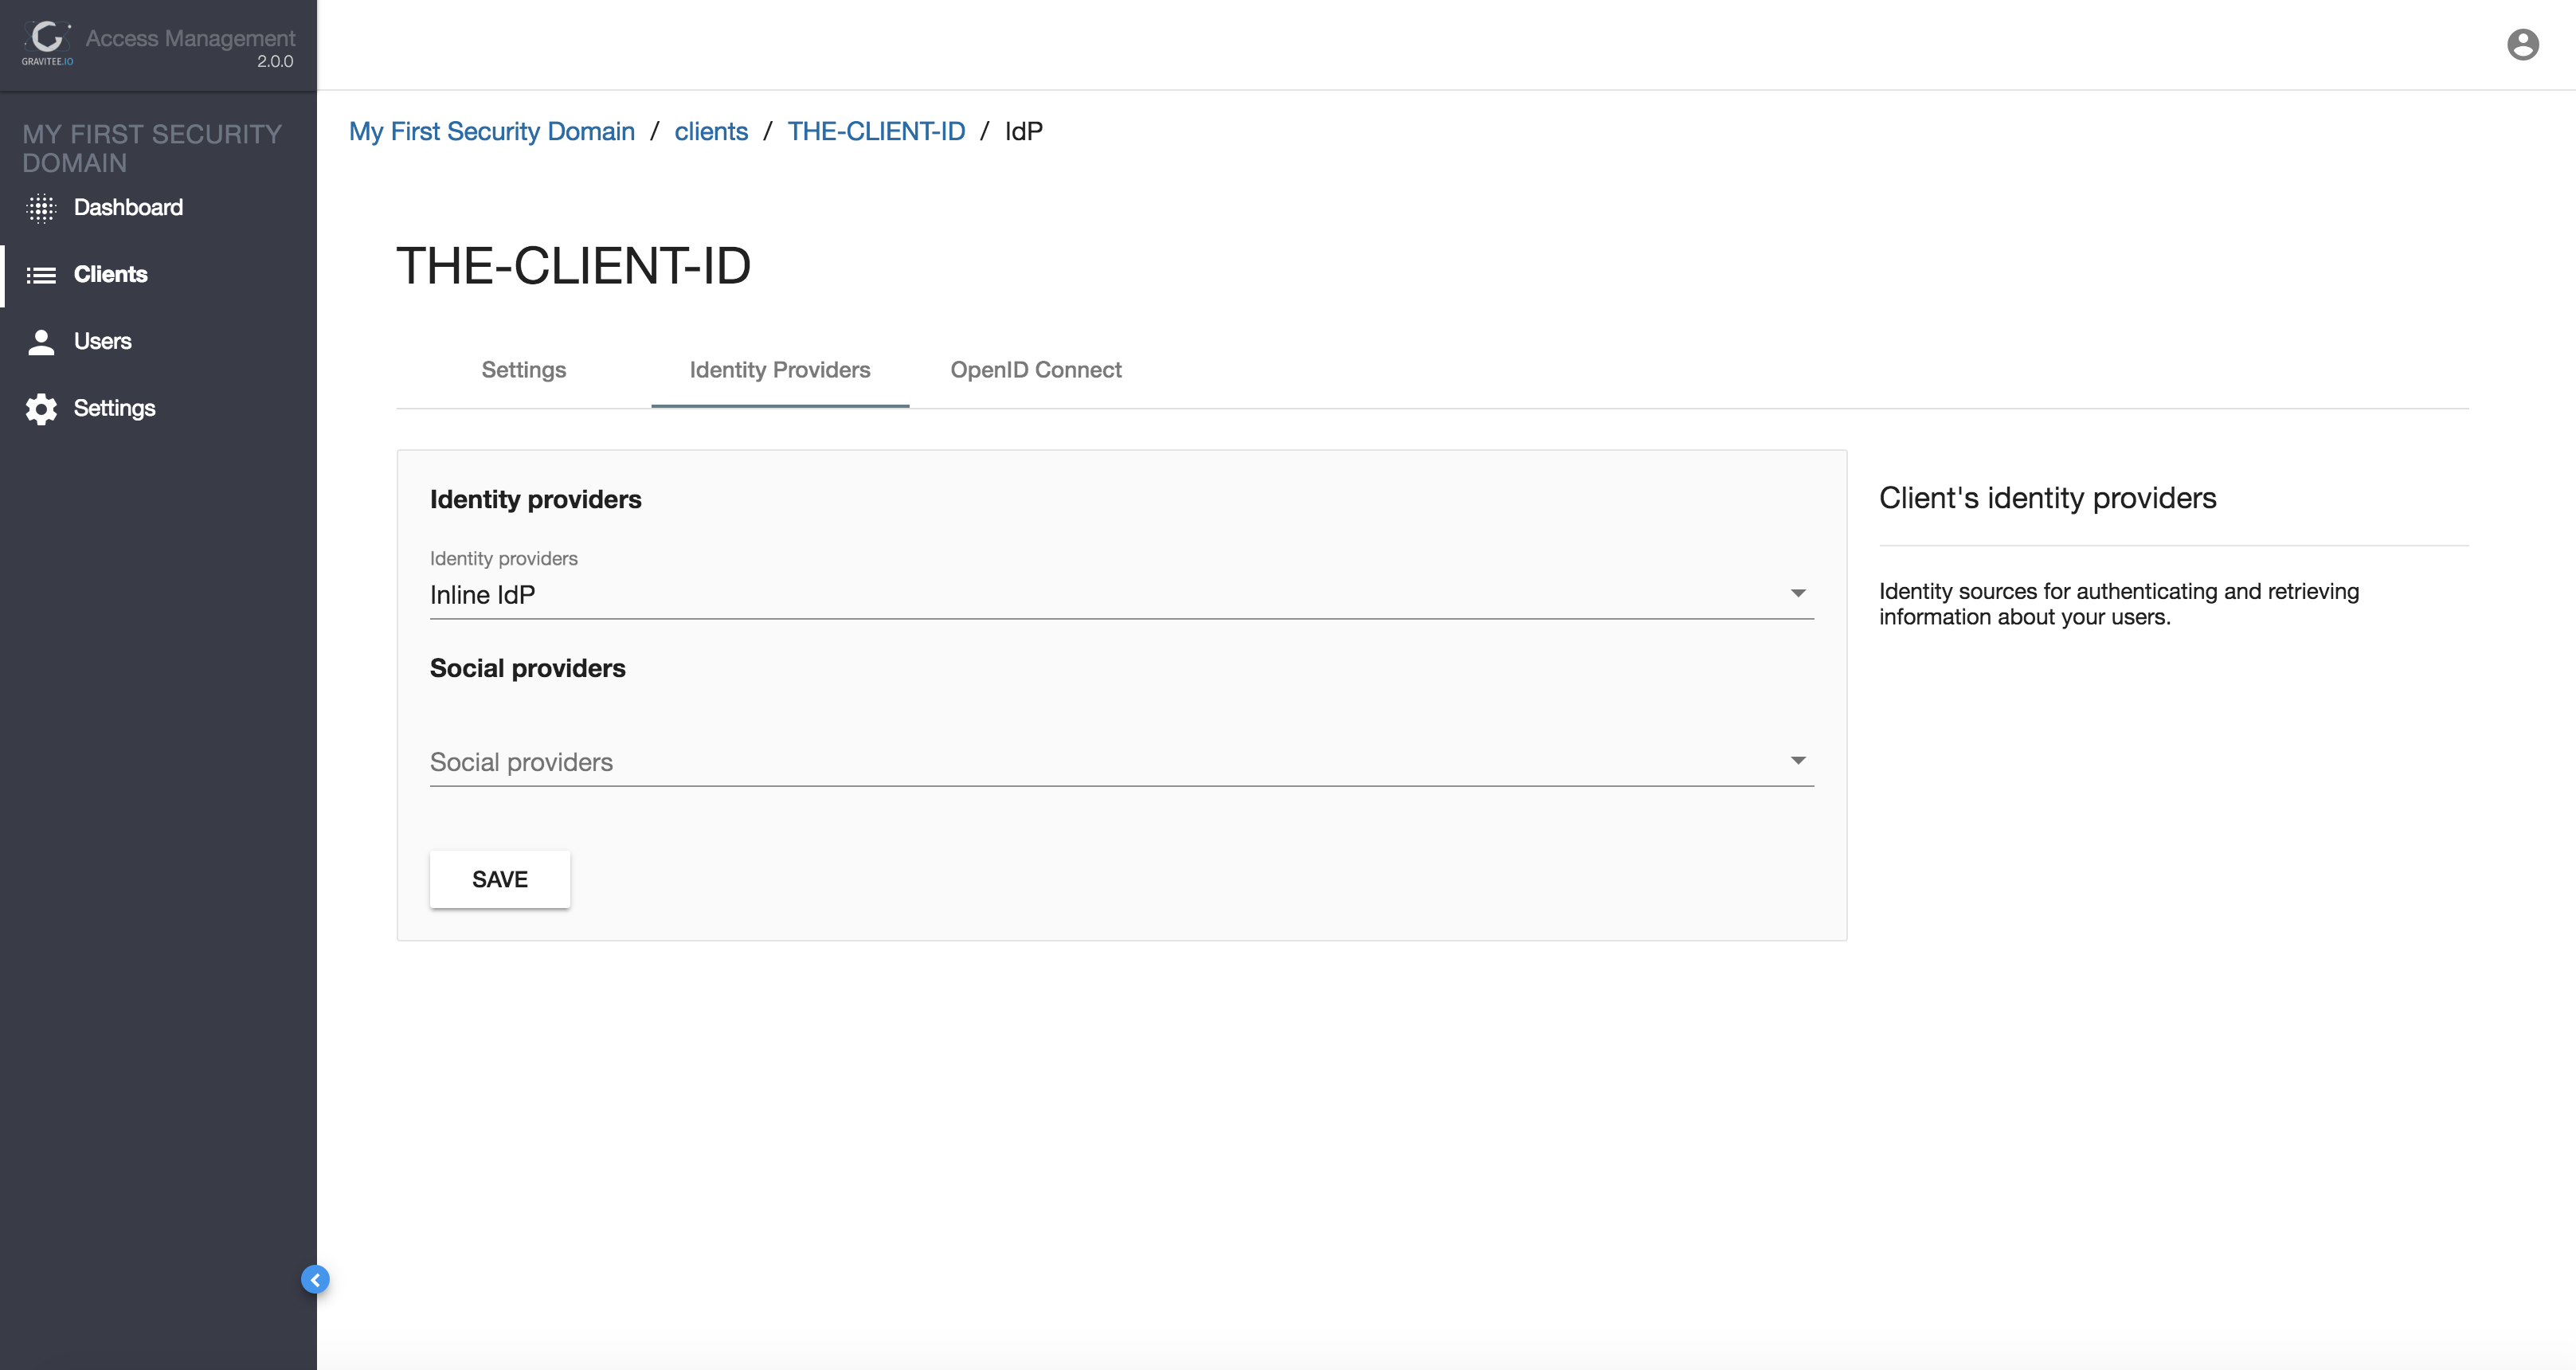 GRAVITEE.IO
Access Management
2.0.0
MY FIRST SECURITY
DOMAIN
Dashboard
Clients
Users
Settings
My First Security Domain / clients / THE-CLIENT-ID / IdP
THE-CLIENT-ID
Settings Identity Providers OpenID Connect
Identity providers
Identity providers
Inline IdP
Social providers
Social providers
SAVE
Client's identity providers
Identity sources for authenticating and retrieving
information about your users.